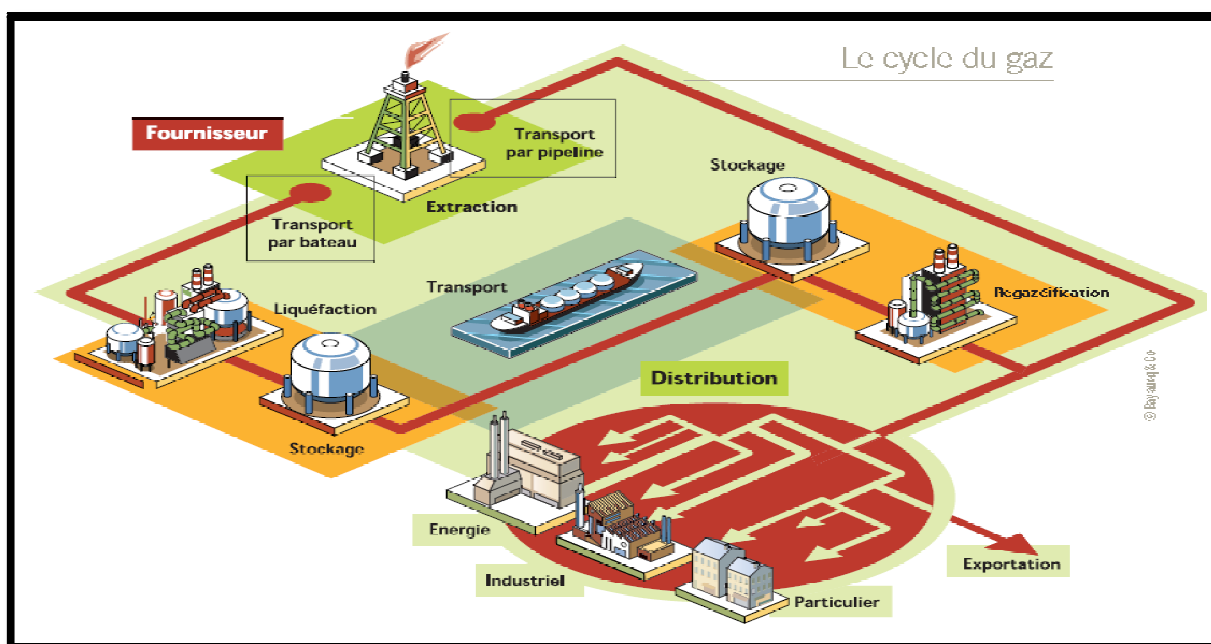 Le cycle du gaz
Fournisseur
Transport
par pipeline
Stockage
Extraction
Transport
par bateau
Transport
Regazéification
Liquéfaction
Distribution
Stockage
Energie
Exportation
Industriel
Particulier